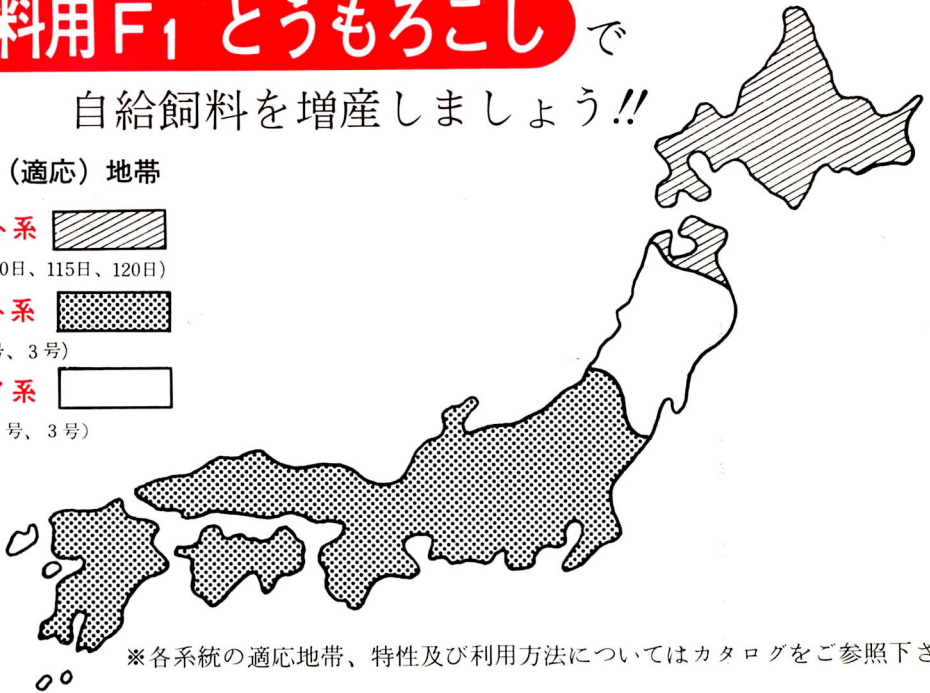 料用F1 とうもろこしで
自給飼料を増産しましょう!!
（適応）地帯
系
0日、115日、120日）
系
号、3号）
系
号、3号）
※各系統の適応地帯、特性及び利用方法についてはカタログをご参照下さ